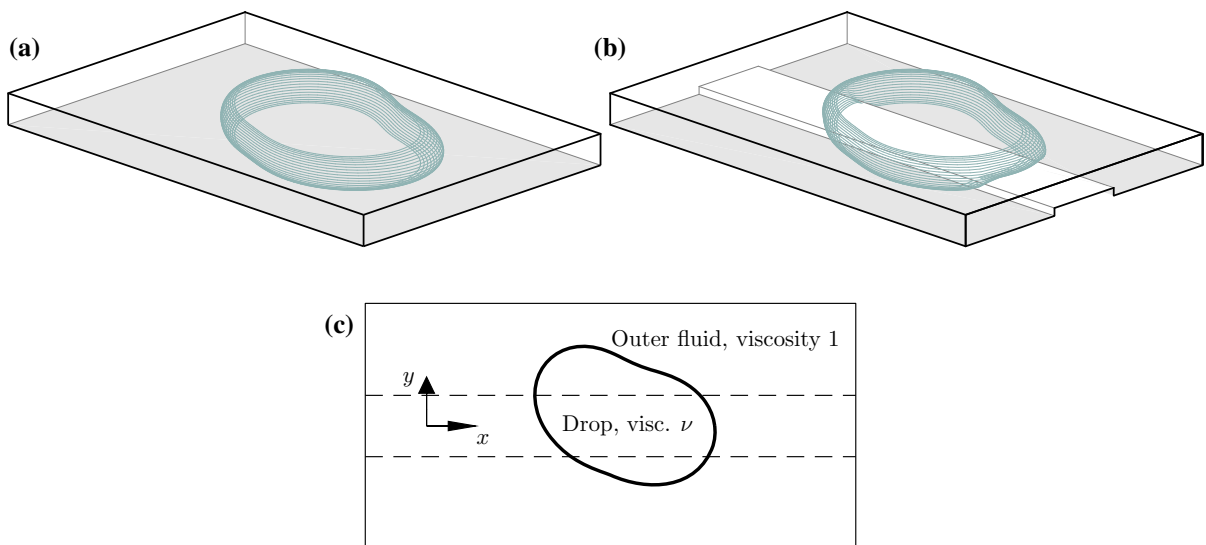 (a)
(b)
(c)
Outer fluid, viscosity 1
y
Drop, visc. ν
x